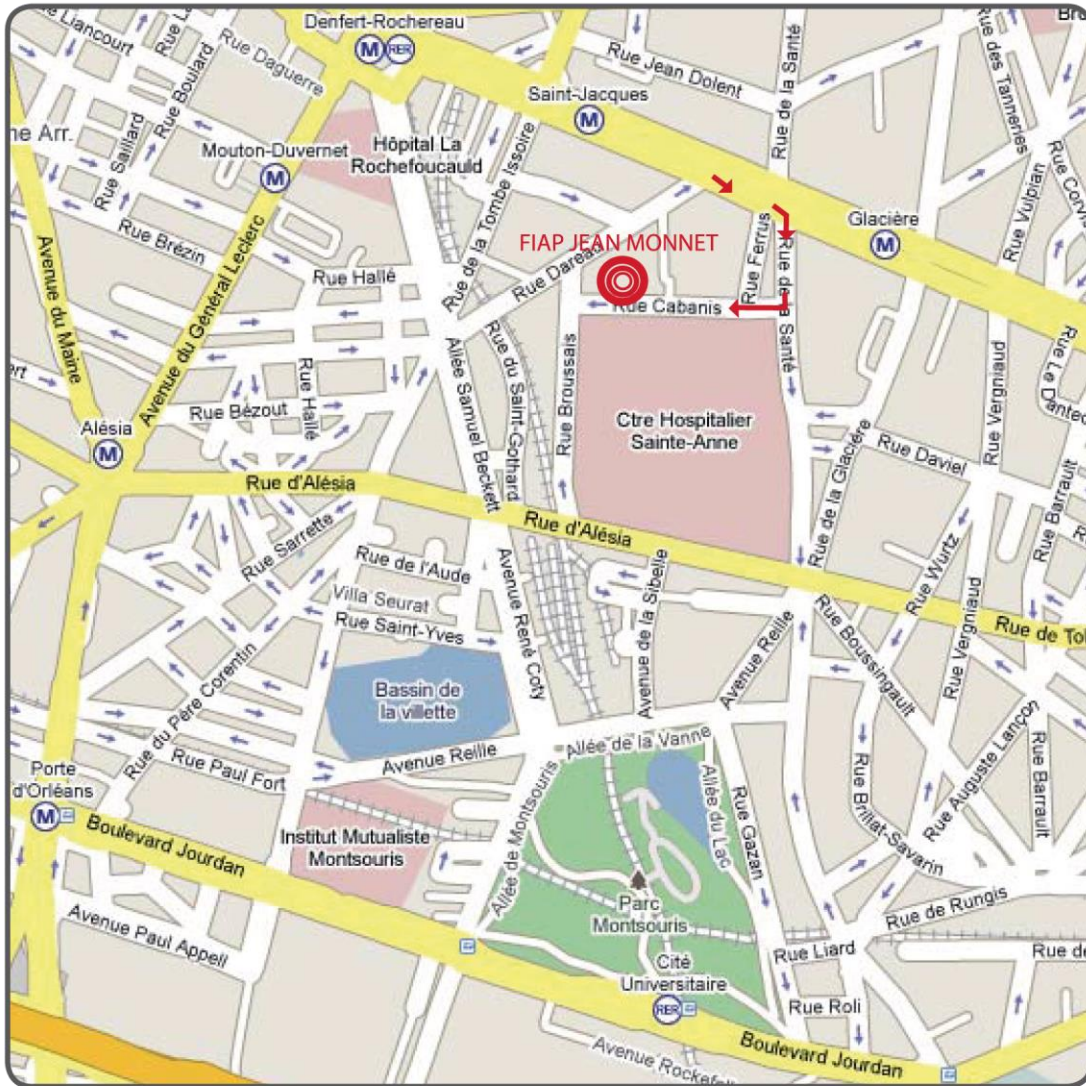 Denfert-Rochereau
M
RER
Rue Daguerre
Rue Boulard
Rue Saillard
Liancourt
Rue Jean Dolent
Rue de la Santé
Rue des Tanneries
Saint-Jacques
M
Arr.
Mouton-Duvernet
M
Hôpital La
Rochefoucauld
Rue de la Tombe Issoire
Rue Vulpian
Rue Brézin
Avenue du Maine
Avenue du Général Leclerc
Rue Hallé
FIAP JEAN MONNET
Rue Dareau
Rue Ferrus
Glacière
M
Rue Cabanis
Rue de la Santé
Allée Samuel Beckett
Rue du Saint-Gothard
Rue Broussais
Ctre Hospitalier
Sainte-Anne
Rue Bézout
Rue Hallé
Alésia
M
Rue de la Glacière
Rue Daviel
Rue Vergniaud
Rue Barrault
Rue d'Alésia
Rue d'Alésia
Rue Sarrette
Rue de l'Aude
Villa Seurat
Rue Saint-Yves
Avenue René Coty
Avenue de la Sibelle
Avenue Reille
Rue Wurtz
Rue Vergniaud
Rue Boussingault
Rue de Tol
Bassin de
la villette
Rue du Père Corentin
Rue Paul Fort
Avenue Reille
Allée de la Vanne
Allée du Lac
Rue Gazan
Rue Auguste Lançon
Rue Barrault
Rue Brillat-Savarin
Porte
d'Orléans
M
Boulevard Jourdan
Institut Mutualiste
Montsouris
Allée de Montsouris
Parc
Montsouris
Rue de Rungis
Avenue Paul Appell
Cité
Universitaire
RER
Rue Liard
Rue de
Rue Roli
Boulevard Jourdan
Avenue Rockefell